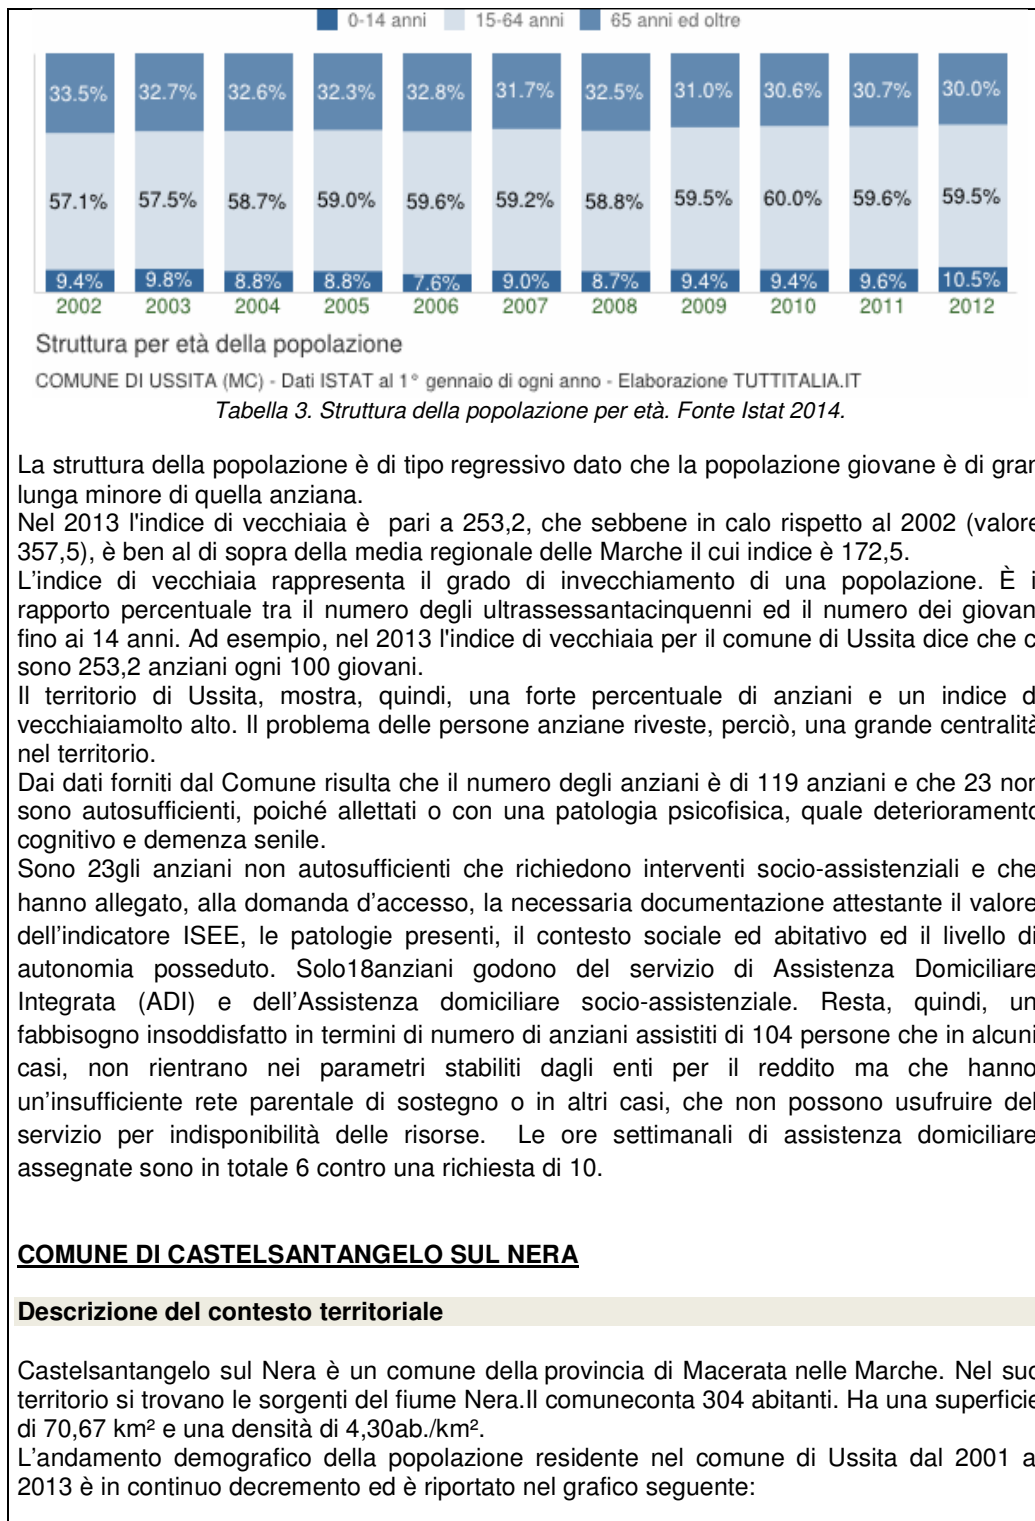 0-14 anni 15-64 anni 65 anni ed oltre
33.5% 32.7% 32.6% 32.3% 32.8% 31.7% 32.5% 31.0% 30.6% 30.7% 30.0%
57.1% 57.5% 58.7% 59.0% 59.6% 59.2% 58.8% 59.5% 60.0% 59.6% 59.5%
9.4% 9.8% 8.8% 8.8% 7.6% 9.0% 8.7% 9.4% 9.4% 9.6% 10.5%
2002 2003 2004 2005 2006 2007 2008 2009 2010 2011 2012
Struttura per età della popolazione
COMUNE DI USSITA (MC) - Dati ISTAT al 1° gennaio di ogni anno - Elaborazione TUTTITALIA.IT
Tabella 3. Struttura della popolazione per età. Fonte Istat 2014.
La struttura della popolazione è di tipo regressivo dato che la popolazione giovane è di gran
lunga minore di quella anziana.
Nel 2013 l'indice di vecchiaia è pari a 253,2, che sebbene in calo rispetto al 2002 (valore
357,5), è ben al di sopra della media regionale delle Marche il cui indice è 172,5.
L'indice di vecchiaia rappresenta il grado di invecchiamento di una popolazione. È i
rapporto percentuale tra il numero degli ultrassessantacinquenni ed il numero dei giovan
fino ai 14 anni. Ad esempio, nel 2013 l'indice di vecchiaia per il comune di Ussita dice che c
sono 253,2 anziani ogni 100 giovani.
Il territorio di Ussita, mostra, quindi, una forte percentuale di anziani e un indice d
vecchiaiamolto alto. Il problema delle persone anziane riveste, perciò, una grande centralità
nel territorio.
Dai dati forniti dal Comune risulta che il numero degli anziani è di 119 anziani e che 23 non
sono autosufficienti, poiché allettati o con una patologia psicofisica, quale deterioramento
cognitivo e demenza senile.
Sono 23gli anziani non autosufficienti che richiedono interventi socio-assistenziali e che
hanno allegato, alla domanda d'accesso, la necessaria documentazione attestante il valore
dell'indicatore ISEE, le patologie presenti, il contesto sociale ed abitativo ed il livello di
autonomia posseduto. Solo18anziani godono del servizio di Assistenza Domiciliare
Integrata (ADI) e dell'Assistenza domiciliare socio-assistenziale. Resta, quindi, un
fabbisogno insoddisfatto in termini di numero di anziani assistiti di 104 persone che in alcuni
casi, non rientrano nei parametri stabiliti dagli enti per il reddito ma che hanno
un'insufficiente rete parentale di sostegno o in altri casi, che non possono usufruire del
servizio per indisponibilità delle risorse. Le ore settimanali di assistenza domiciliare
assegnate sono in totale 6 contro una richiesta di 10.
COMUNE DI CASTELSANTANGELO SUL NERA
Descrizione del contesto territoriale
Castelsantangelo sul Nera è un comune della provincia di Macerata nelle Marche. Nel suo
territorio si trovano le sorgenti del fiume Nera.Il comuneconta 304 abitanti. Ha una superficie
di 70,67 km² e una densità di 4,30ab./km².
L'andamento demografico della popolazione residente nel comune di Ussita dal 2001 a
2013 è in continuo decremento ed è riportato nel grafico seguente: